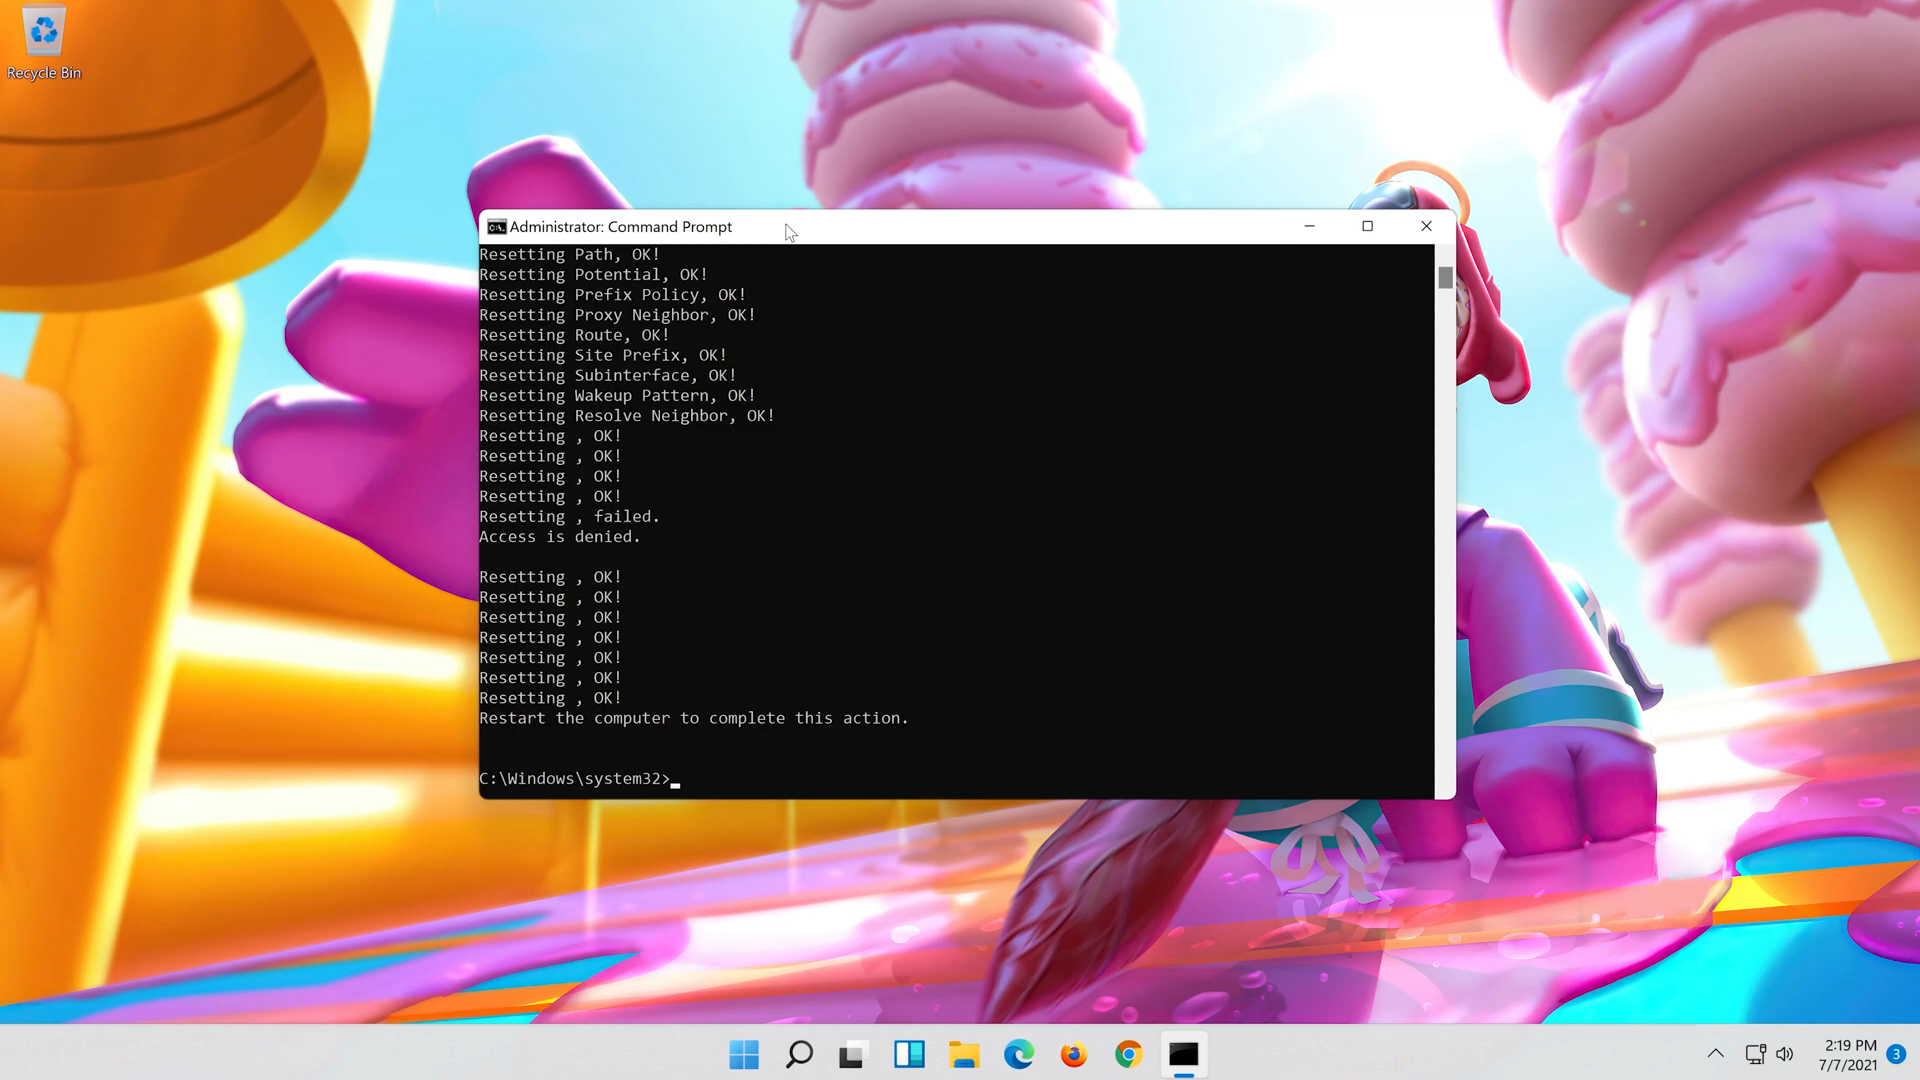 Recycle Bin
Administrator: Command Prompt
Resetting Path, OK!
Resetting Potential, OK!
Resetting Prefix Policy, OK!
Resetting Proxy Neighbor, OK!
Resetting Route, OK!
Resetting Site Prefix, OK!
Resetting Subinterface, OK!
Resetting Wakeup Pattern, OK!
Resetting Resolve Neighbor, OK!
Resetting , OK!
Resetting , OK!
Resetting , OK!
Resetting , OK!
Resetting , failed.
Access is denied.
Resetting , OK!
Resetting , OK!
Resetting , OK!
Resetting , OK!
Resetting , OK!
Resetting , OK!
Resetting , OK!
Restart the computer to complete this action.
C:\Windows\system32>
2:19 PM
7/7/2021
3